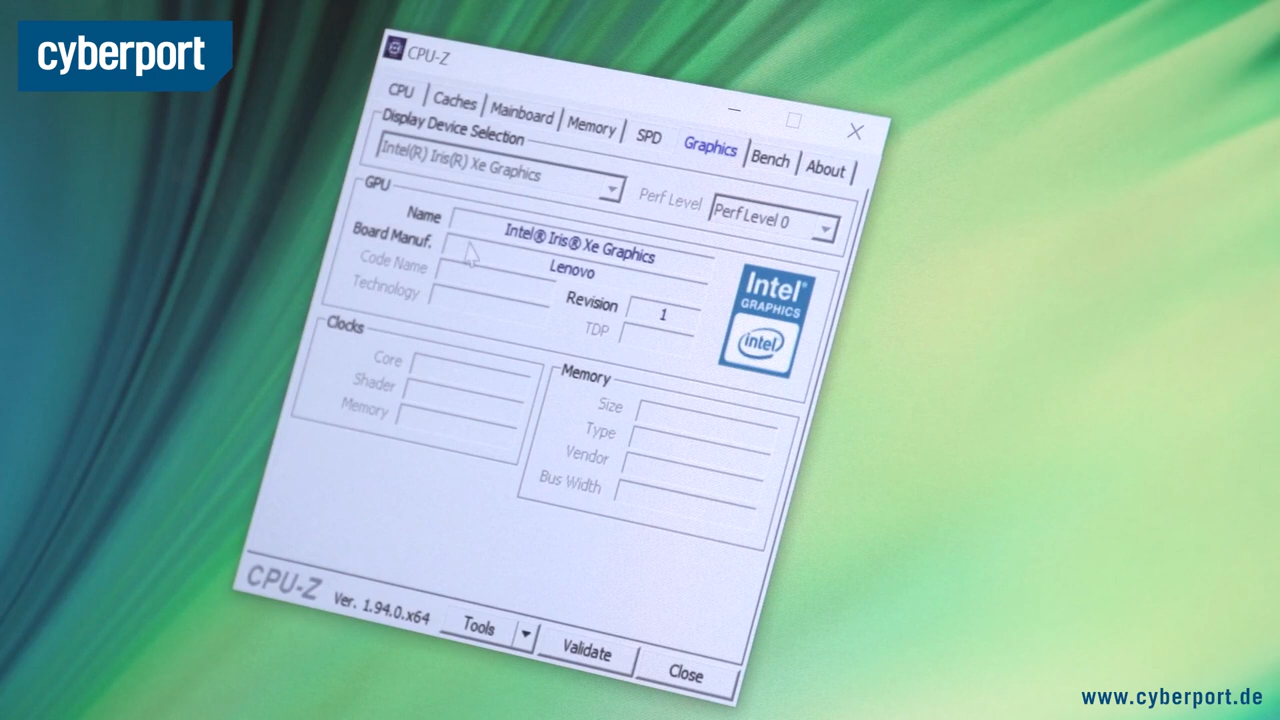 cyberport
CPU-Z
CPU Caches Mainboard Memory SPD Graphics Bench About
Display Device Selection
Intel(R) Iris(R) Xe Graphics
Perf Level
Perf Level 0
GPU
Name
Intel® Iris® Xe Graphics
Board Manuf.
Lenovo
Code Name
Revision
1
Technology
TDP
Intel®
GRAPHICS
intel
Clocks
Core
Shader
Memory
Memory
Size
Type
Vendor
Bus Width
CPU-Z Ver. 1.94.0.x64 Tools Validate Close
www.cyberport.de